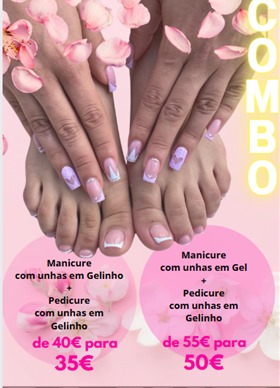 COMBO
Manicure
com unhas em Gelinho
+
Pedicure
com unhas em
Gelinho
de 40€ para
35€
Manicure
com unhas em Gel
+
Pedicure
com unhas em
Gelinho
de 55€ para
50€